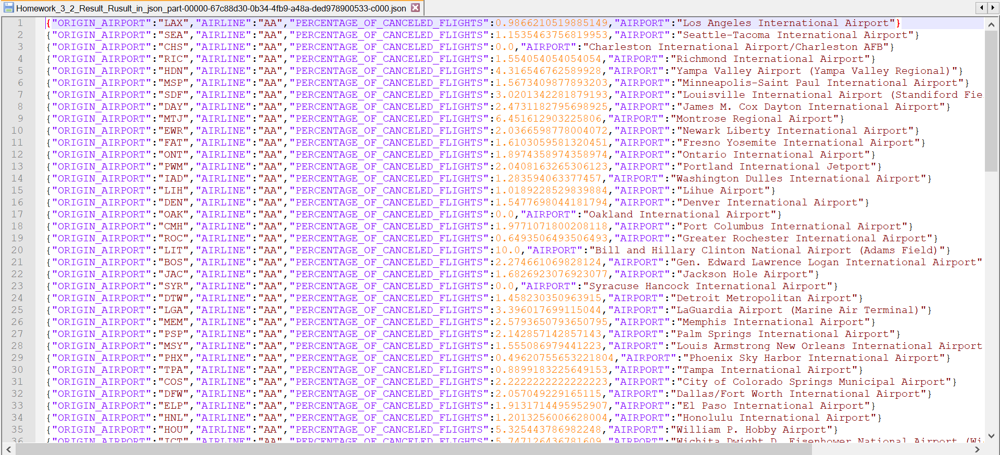 Homework_3_2_Result_Rusult_in_json_part-00000-67c88d30-0b34-4fb9-a48a-ded978900533-c000.json
1 {"ORIGIN_AIRPORT":"LAX","AIRLINE":"AA","PERCENTAGE_OF_CANCELED_FLIGHTS":0.9866210519885149,"AIRPORT":"Los Angeles International Airport"}
2 {"ORIGIN_AIRPORT":"SEA","AIRLINE":"AA","PERCENTAGE_OF_CANCELED_FLIGHTS":1.1535463756819953,"AIRPORT":"Seattle-Tacoma International Airport"}
3 {"ORIGIN_AIRPORT":"CHS","AIRLINE":"AA","PERCENTAGE_OF_CANCELED_FLIGHTS":0.0,"AIRPORT":"Charleston International Airport/Charleston AFB"}
4 {"ORIGIN_AIRPORT":"RIC","AIRLINE":"AA","PERCENTAGE_OF_CANCELED_FLIGHTS":1.554054054054054,"AIRPORT":"Richmond International Airport"}
5 {"ORIGIN_AIRPORT":"HDN","AIRLINE":"AA","PERCENTAGE_OF_CANCELED_FLIGHTS":4.316546762589928,"AIRPORT":"Yampa Valley Airport (Yampa Valley Regional)"}
6 {"ORIGIN_AIRPORT":"MSP","AIRLINE":"AA","PERCENTAGE_OF_CANCELED_FLIGHTS":1.5673409877893203,"AIRPORT":"Minneapolis-Saint Paul International Airport"}
7 {"ORIGIN_AIRPORT":"SDF","AIRLINE":"AA","PERCENTAGE_OF_CANCELED_FLIGHTS":3.0201342281879193,"AIRPORT":"Louisville International Airport (Standiford Fie
8 {"ORIGIN_AIRPORT":"DAY","AIRLINE":"AA","PERCENTAGE_OF_CANCELED_FLIGHTS":2.4731182795698925,"AIRPORT":"James M. Cox Dayton International Airport"}
9 {"ORIGIN_AIRPORT":"MTJ","AIRLINE":"AA","PERCENTAGE_OF_CANCELED_FLIGHTS":6.451612903225806,"AIRPORT":"Montrose Regional Airport"}
10 {"ORIGIN_AIRPORT":"EWR","AIRLINE":"AA","PERCENTAGE_OF_CANCELED_FLIGHTS":2.0366598778004072,"AIRPORT":"Newark Liberty International Airport"}
11 {"ORIGIN_AIRPORT":"FAT","AIRLINE":"AA","PERCENTAGE_OF_CANCELED_FLIGHTS":1.6103059581320451,"AIRPORT":"Fresno Yosemite International Airport"}
12 {"ORIGIN_AIRPORT":"ONT","AIRLINE":"AA","PERCENTAGE_OF_CANCELED_FLIGHTS":1.8974358974358974,"AIRPORT":"Ontario International Airport"}
13 {"ORIGIN_AIRPORT":"PWM","AIRLINE":"AA","PERCENTAGE_OF_CANCELED_FLIGHTS":2.0408163265306123,"AIRPORT":"Portland International Jetport"}
14 {"ORIGIN_AIRPORT":"IAD","AIRLINE":"AA","PERCENTAGE_OF_CANCELED_FLIGHTS":1.283594063377457,"AIRPORT":"Washington Dulles International Airport"}
15 {"ORIGIN_AIRPORT":"LIH","AIRLINE":"AA","PERCENTAGE_OF_CANCELED_FLIGHTS":1.0189228529839884,"AIRPORT":"Lihue Airport"}
16 {"ORIGIN_AIRPORT":"DEN","AIRLINE":"AA","PERCENTAGE_OF_CANCELED_FLIGHTS":1.5477698044181794,"AIRPORT":"Denver International Airport"}
17 {"ORIGIN_AIRPORT":"OAK","AIRLINE":"AA","PERCENTAGE_OF_CANCELED_FLIGHTS":0.0,"AIRPORT":"Oakland International Airport"}
18 {"ORIGIN_AIRPORT":"CMH","AIRLINE":"AA","PERCENTAGE_OF_CANCELED_FLIGHTS":1.9771071800208118,"AIRPORT":"Port Columbus International Airport"}
19 {"ORIGIN_AIRPORT":"ROC","AIRLINE":"AA","PERCENTAGE_OF_CANCELED_FLIGHTS":0.6493506493506493,"AIRPORT":"Greater Rochester International Airport"}
20 {"ORIGIN_AIRPORT":"LIT","AIRLINE":"AA","PERCENTAGE_OF_CANCELED_FLIGHTS":10.0,"AIRPORT":"Bill and Hillary Clinton National Airport (Adams Field)"}
21 {"ORIGIN_AIRPORT":"BOS","AIRLINE":"AA","PERCENTAGE_OF_CANCELED_FLIGHTS":2.274661069828124,"AIRPORT":"Gen. Edward Lawrence Logan International Airport"
22 {"ORIGIN_AIRPORT":"JAC","AIRLINE":"AA","PERCENTAGE_OF_CANCELED_FLIGHTS":1.6826923076923077,"AIRPORT":"Jackson Hole Airport"}
23 {"ORIGIN_AIRPORT":"SYR","AIRLINE":"AA","PERCENTAGE_OF_CANCELED_FLIGHTS":0.0,"AIRPORT":"Syracuse Hancock International Airport"}
24 {"ORIGIN_AIRPORT":"DTW","AIRLINE":"AA","PERCENTAGE_OF_CANCELED_FLIGHTS":1.458230350963915,"AIRPORT":"Detroit Metropolitan Airport"}
25 {"ORIGIN_AIRPORT":"LGA","AIRLINE":"AA","PERCENTAGE_OF_CANCELED_FLIGHTS":3.396017699115044,"AIRPORT":"LaGuardia Airport (Marine Air Terminal)"}
26 {"ORIGIN_AIRPORT":"MEM","AIRLINE":"AA","PERCENTAGE_OF_CANCELED_FLIGHTS":2.5793650793650795,"AIRPORT":"Memphis International Airport"}
27 {"ORIGIN_AIRPORT":"PSP","AIRLINE":"AA","PERCENTAGE_OF_CANCELED_FLIGHTS":2.142857142857143,"AIRPORT":"Palm Springs International Airport"}
28 {"ORIGIN_AIRPORT":"MSY","AIRLINE":"AA","PERCENTAGE_OF_CANCELED_FLIGHTS":1.555086979441223,"AIRPORT":"Louis Armstrong New Orleans International Airport
29 {"ORIGIN_AIRPORT":"PHX","AIRLINE":"AA","PERCENTAGE_OF_CANCELED_FLIGHTS":0.49620755653221804,"AIRPORT":"Phoenix Sky Harbor International Airport"}
30 {"ORIGIN_AIRPORT":"TPA","AIRLINE":"AA","PERCENTAGE_OF_CANCELED_FLIGHTS":0.8899183225649153,"AIRPORT":"Tampa International Airport"}
31 {"ORIGIN_AIRPORT":"COS","AIRLINE":"AA","PERCENTAGE_OF_CANCELED_FLIGHTS":2.2222222222222223,"AIRPORT":"City of Colorado Springs Municipal Airport"}
32 {"ORIGIN_AIRPORT":"DFW","AIRLINE":"AA","PERCENTAGE_OF_CANCELED_FLIGHTS":2.057049229165115,"AIRPORT":"Dallas/Fort Worth International Airport"}
33 {"ORIGIN_AIRPORT":"ELP","AIRLINE":"AA","PERCENTAGE_OF_CANCELED_FLIGHTS":1.9131714495952907,"AIRPORT":"El Paso International Airport"}
34 {"ORIGIN_AIRPORT":"HNL","AIRLINE":"AA","PERCENTAGE_OF_CANCELED_FLIGHTS":1.2013256006628004,"AIRPORT":"Honolulu International Airport"}
35 {"ORIGIN_AIRPORT":"HOU","AIRLINE":"AA","PERCENTAGE_OF_CANCELED_FLIGHTS":5.325443786982248,"AIRPORT":"William P. Hobby Airport"}
36 {"ORIGIN_AIRPORT":"ICT","AIRLINE":"AA","PERCENTAGE_OF_CANCELED_FLIGHTS":5.747126436781609,"AIRPORT":"Wichita Dwight D. Eisenhower National Airport (Wi